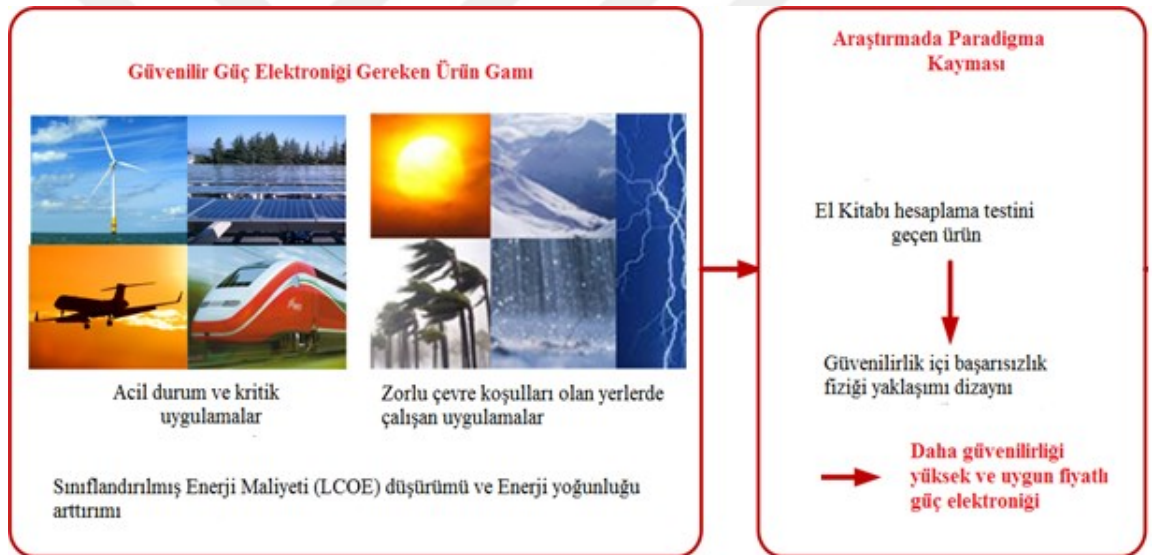 Güvenilir Güç Elektroniği Gereken Ürün Gamı
Acil durum ve kritik
uygulamalar
Zorlu çevre koşulları olan yerlerde
çalışan uygulamalar
Sınıflandırılmış Enerji Maliyeti (LCOE) düşürümü ve Enerji yoğunluğu
arttırımı
Araştırmada Paradigma
Kayması
El Kitabı hesaplama testini
geçen ürün
Güvenilirlik içi başarısızlık
fiziği yaklaşımı dizaynı
Daha güvenilirliği
yüksek ve uygun fiyatlı
güç elektroniği